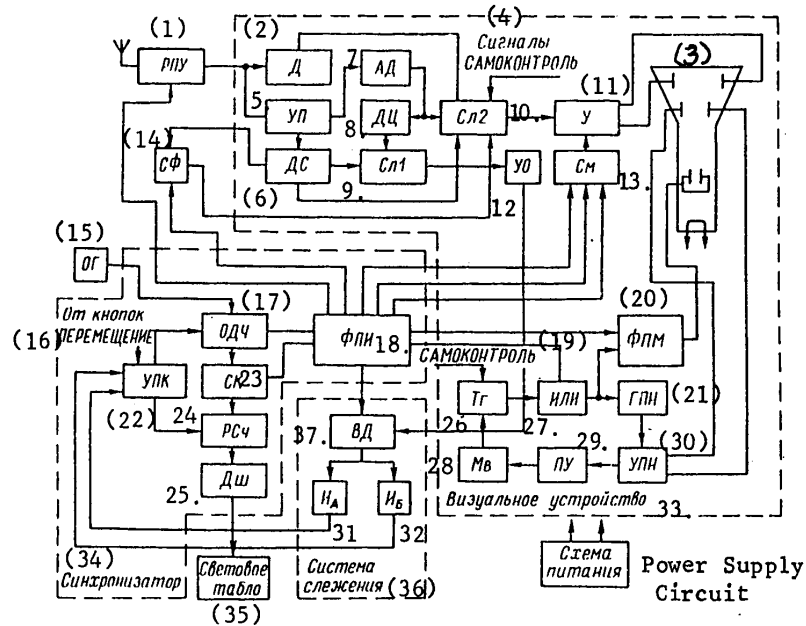 (4)
(1)
(2)
(3)
Сигналы
САМОКОНТРОЛЬ
РПУ
Д
7
АД
(11)
5.
УП
8.
ДЦ
Сл2
10.
У
(14)
СФ
ДС
Сл1
УО
См
13.
(6)
9.
12
(15)
ОГ
(17)
(20)
От кнопок
ПЕРЕМЕЩЕНИЕ
(16)
ОДЧ
ФПИ
18.
(19)
ФПМ
САМОКОНТРОЛЬ
УПК
СК
23
Тг
ИЛИ
ГПН
(21)
(22)
24
РСч
37.
ВД
26
27.
29.
(30)
28
Мв
ПУ
УПН
25.
Дш
ИА
ИБ
Визуальное устройство
33.
31
32
(34)
Синхронизатор
Световое
табло
(35)
Система
слежения
(36)
Схема
питания
Power Supply
Circuit